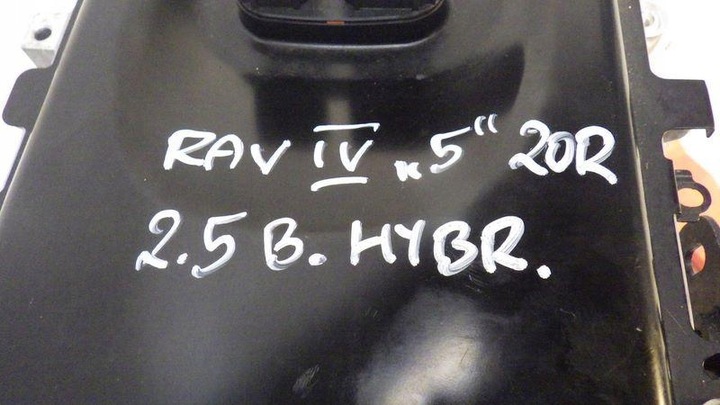 RAV IV „5“ 20R
2.5 B. HYBR.